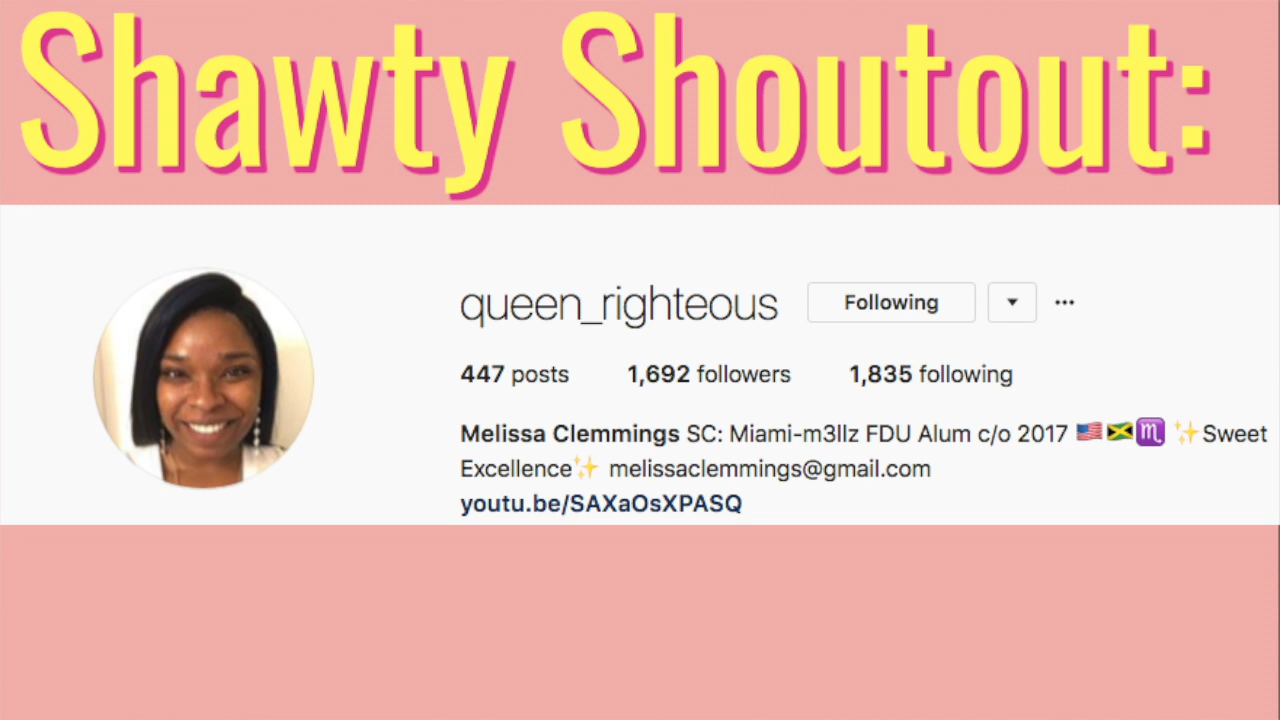 Shawty Shoutout:
queen_righteous Following ▼ •••
447 posts 1,692 followers 1,835 following
Melissa Clemmings SC: Miami-m3llz FDU Alum c/o 2017 🇺🇸🇯🇲♏ ✨Sweet
Excellence✨ melissaclemmings@gmail.com
youtu.be/SAXaOsXPASQ